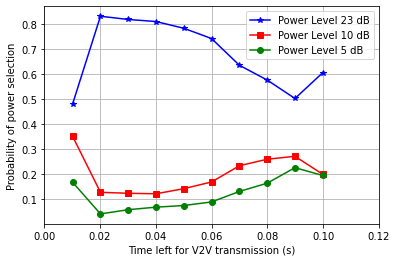 Power Level 23 dB
Power Level 10 dB
Power Level 5 dB
Probability of power selection
0.8
0.7
0.6
0.5
0.4
0.3
0.2
0.1
0.00 0.02 0.04 0.06 0.08 0.10 0.12
Time left for V2V transmission (s)